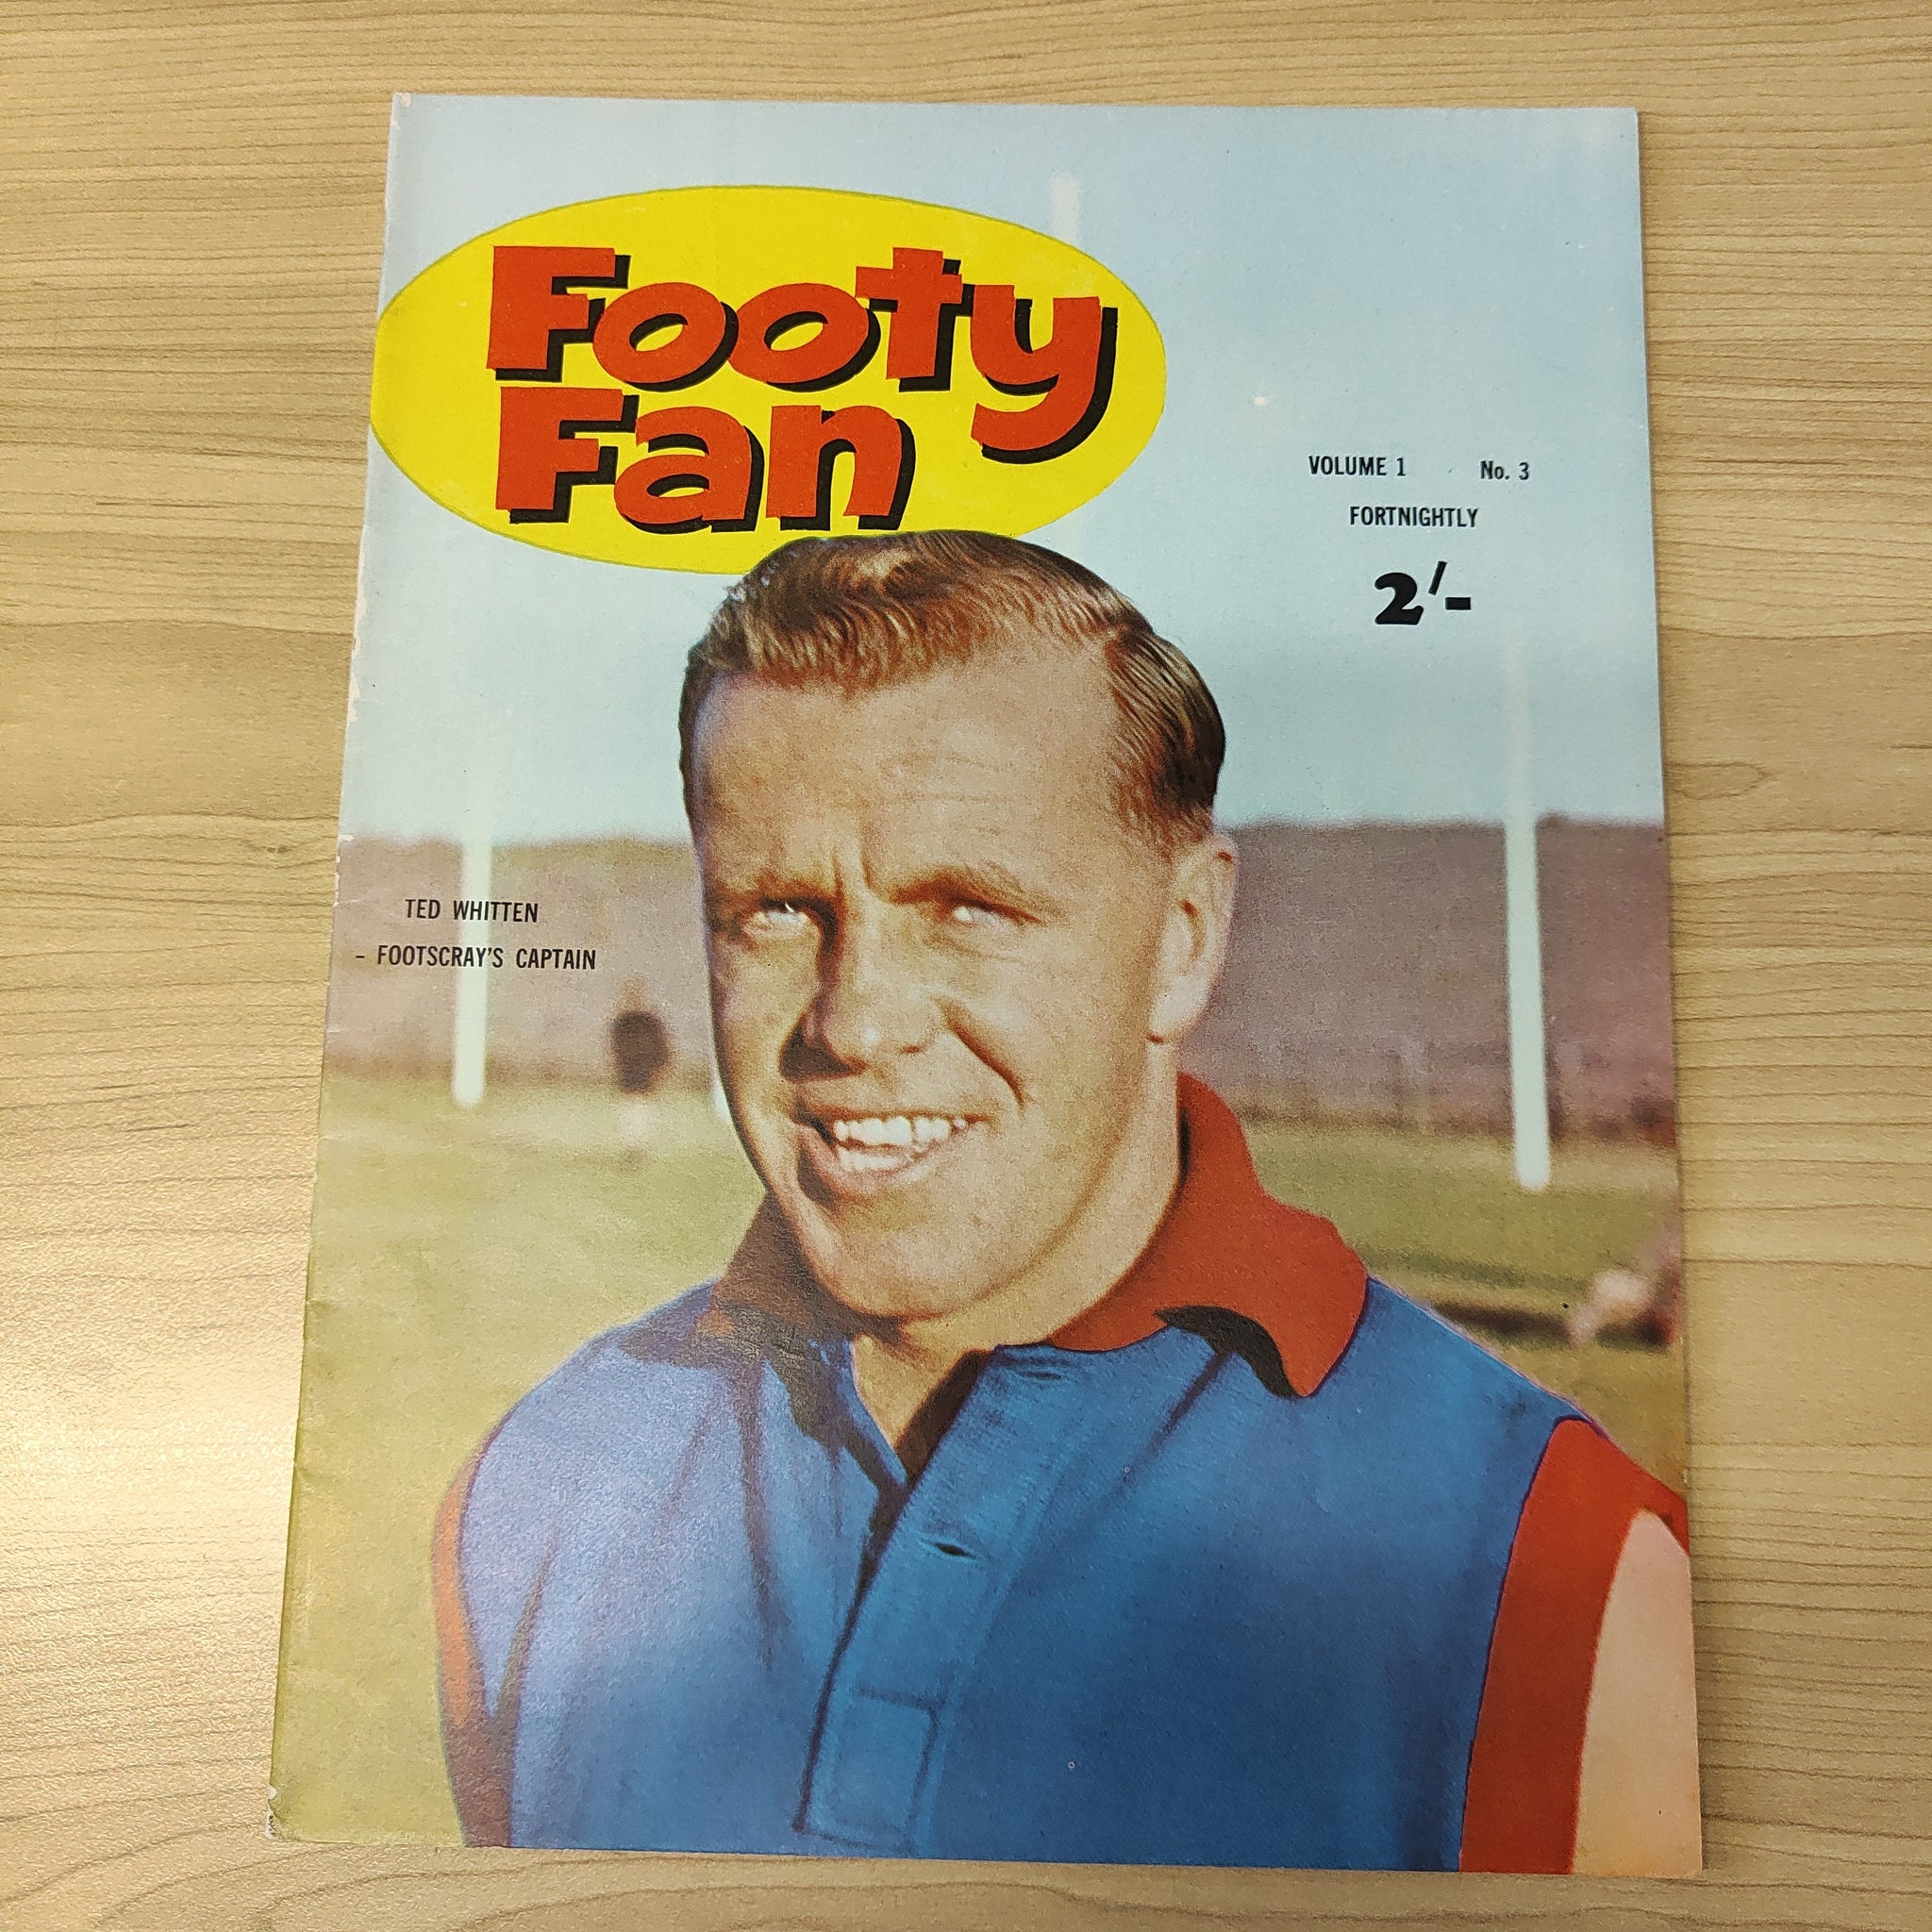 Footy
Fan
VOLUME 1 No. 3
FORTNIGHTLY
2/-
TED WHITTEN
- FOOTSCRAY'S CAPTAIN